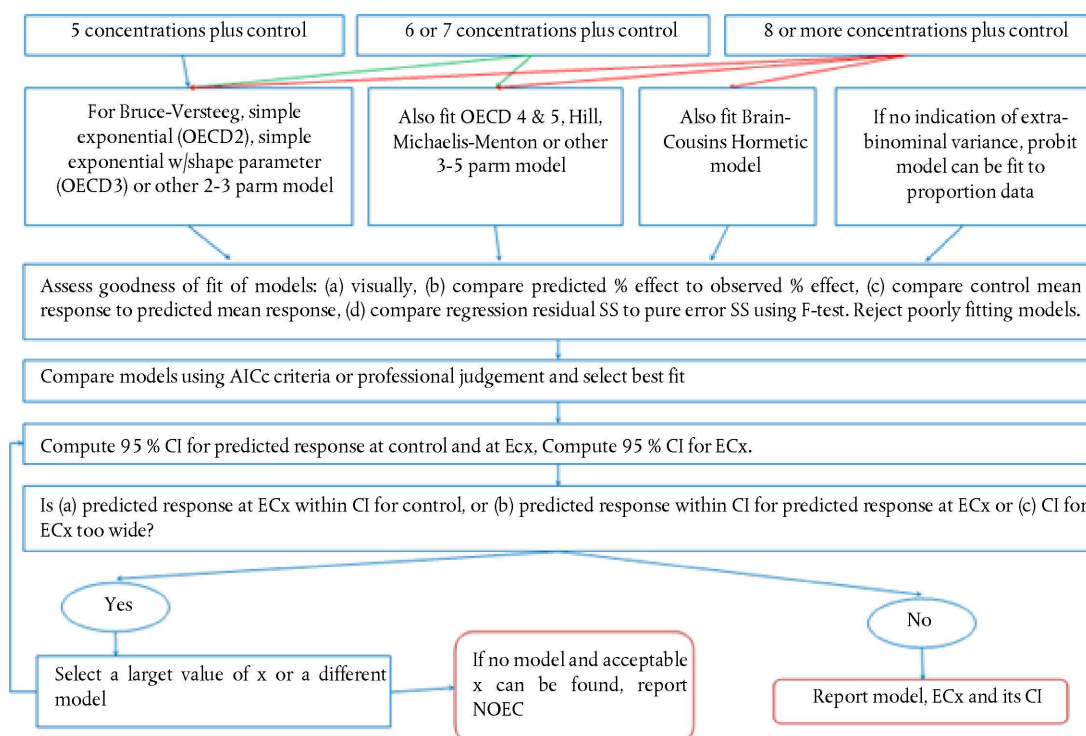 5 concentrations plus control
6 or 7 concentrations plus control
8 or more concentrations plus control
For Bruce-Versteeg, simple
exponential (OECD2), simple
exponential w/shape parameter
(OECD3) or other 2-3 parm model
Also fit OECD 4 & 5, Hill,
Michaelis-Menton or other
3-5 parm model
Also fit Brain-
Cousins Hormetic
model
If no indication of extra-
binominal variance, probit
model can be fit to
proportion data
Assess goodness of fit of models: (a) visually, (b) compare predicted % effect to observed % effect, (c) compare control mean
response to predicted mean response, (d) compare regression residual SS to pure error SS using F-test. Reject poorly fitting models.
Compare models using AICc criteria or professional judgement and select best fit
Compute 95 % CI for predicted response at control and at Ecx, Compute 95 % CI for ECx.
Is (a) predicted response at ECx within CI for control, or (b) predicted response within CI for predicted response at ECx or (c) CI for
ECx too wide?
Yes
No
Select a larget value of x or a different
model
If no model and acceptable
x can be found, report
NOEC
Report model, ECx and its CI